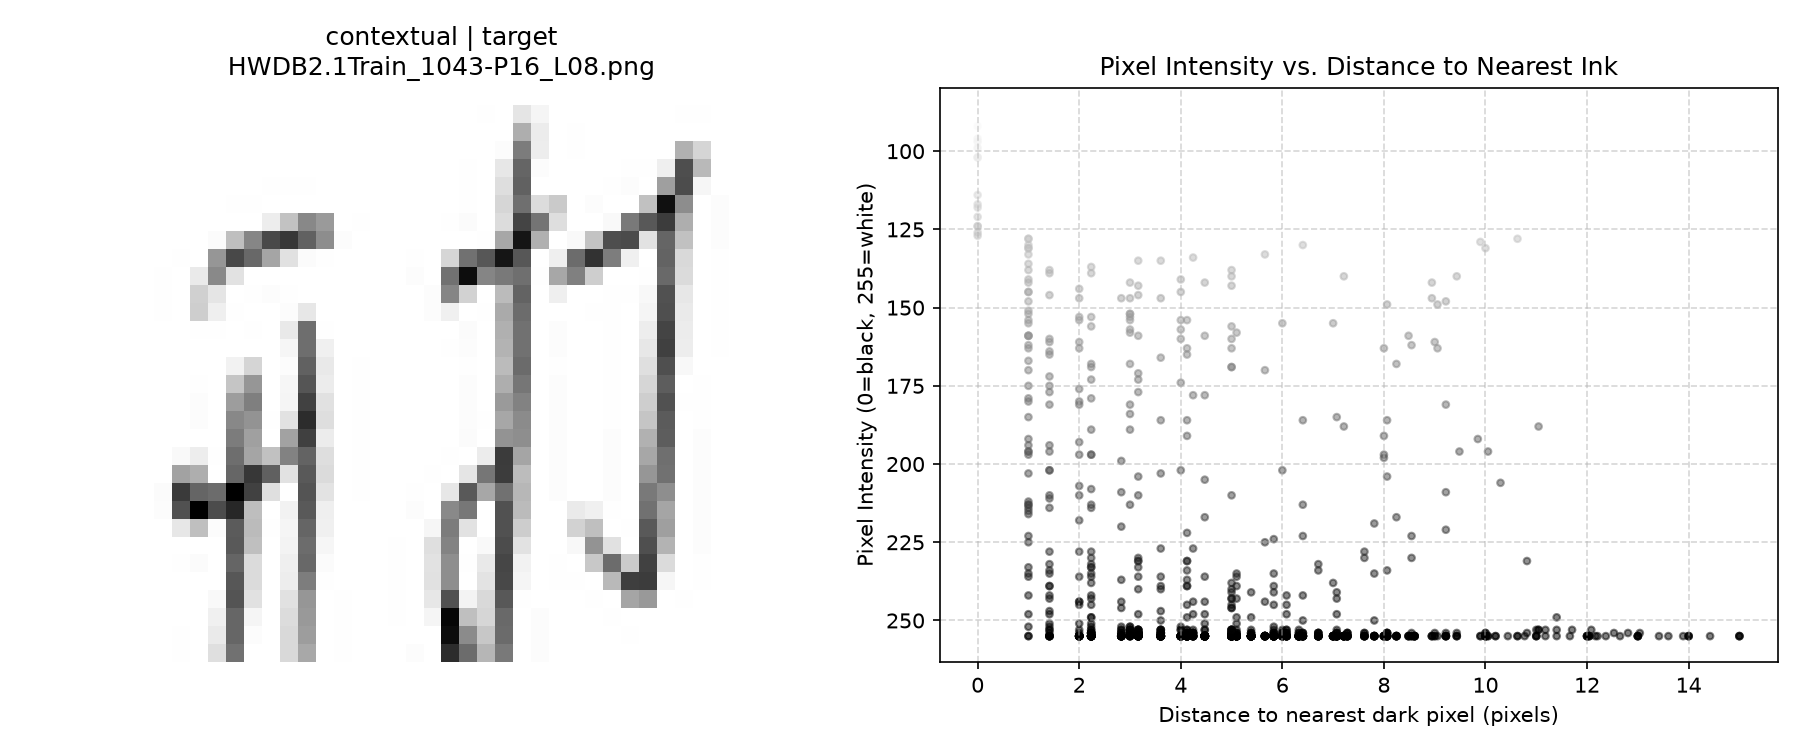 contextual | target
HWDB2.1Train_1043-P16_L08.png
Pixel Intensity vs. Distance to Nearest Ink
Pixel Intensity (0=black, 255=white)
100
125
150
175
200
225
250
0 2 4 6 8 10 12 14
Distance to nearest dark pixel (pixels)